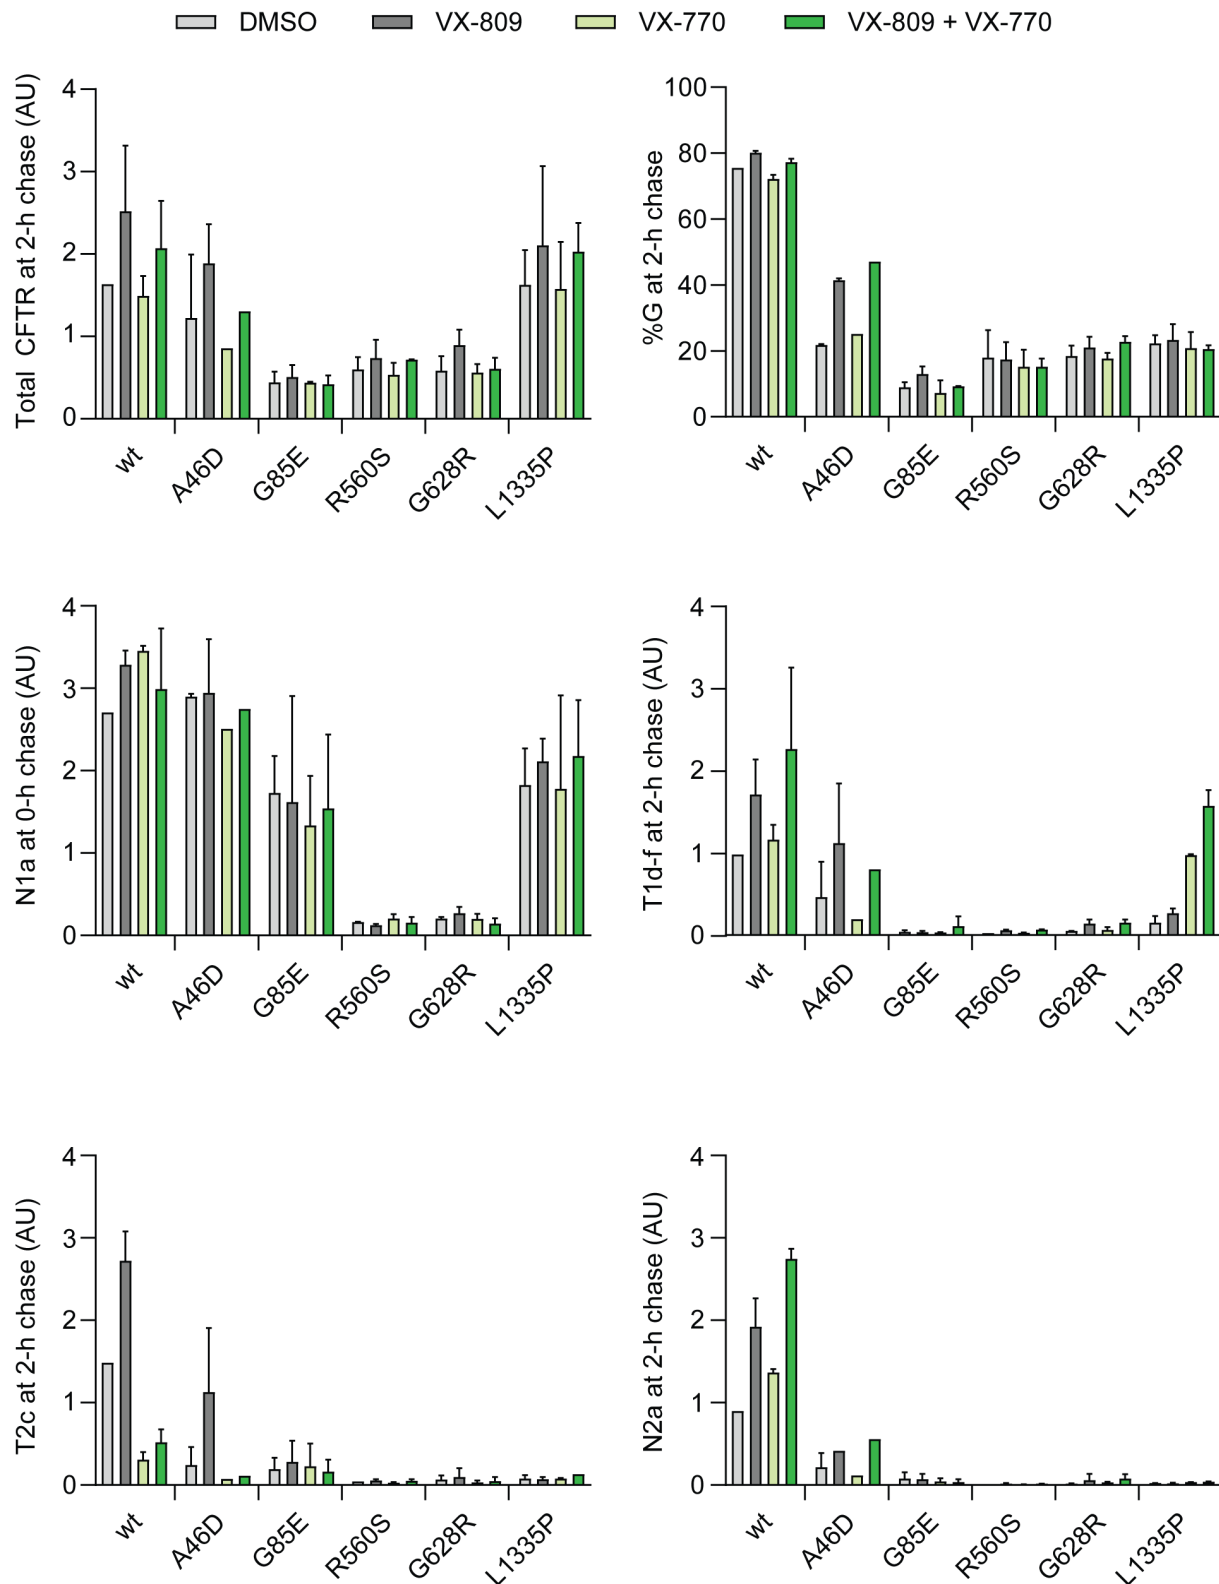 DMSO VX-809 VX-770 VX-809 + VX-770
Total CFTR at 2-h chase (AU)
4
3
2
1
0
wt A46D G85E R560S G628R L1335P
%G at 2-h chase
100
80
60
40
20
0
wt A46D G85E R560S G628R L1335P
N1a at 0-h chase (AU)
4
3
2
1
0
wt A46D G85E R560S G628R L1335P
T1d-f at 2-h chase (AU)
4
3
2
1
0
wt A46D G85E R560S G628R L1335P
T2c at 2-h chase (AU)
4
3
2
1
0
wt A46D G85E R560S G628R L1335P
N2a at 2-h chase (AU)
4
3
2
1
0
wt A46D G85E R560S G628R L1335P